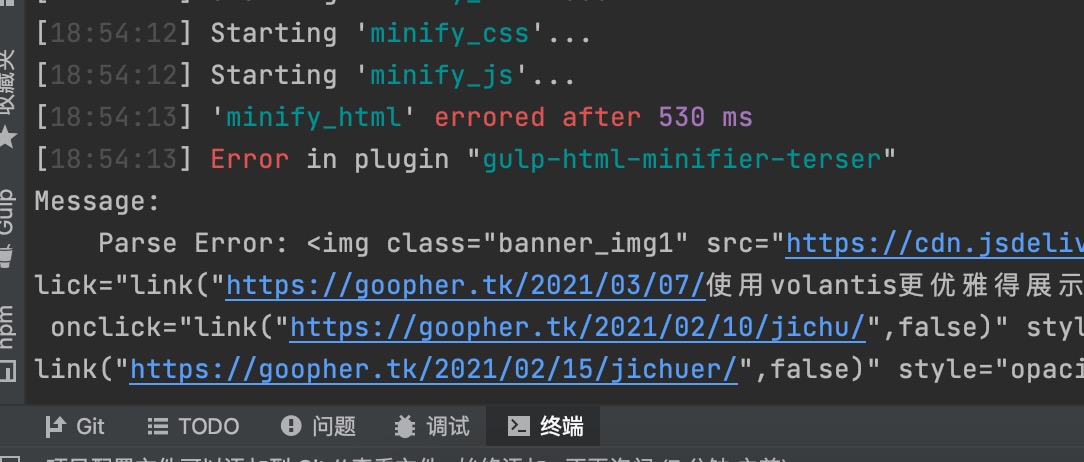 [18:54:12] Starting 'minify_css'...
[18:54:12] Starting 'minify_js'...
[18:54:13] 'minify_html' errored after 530 ms
[18:54:13] Error in plugin "gulp-html-minifier-terser"
Message:
Parse Error: <img class="banner_img1" src="https://cdn.jsdeliv
lick="link("https://goopher.tk/2021/03/07/使用volantis更优雅得展示
onclick="link("https://goopher.tk/2021/02/10/jichu/",false)" styl
link("https://goopher.tk/2021/02/15/jichuer/",false)" style="opaci
收藏夹
Gulp
npm
Git TODO 问题 调试 终端